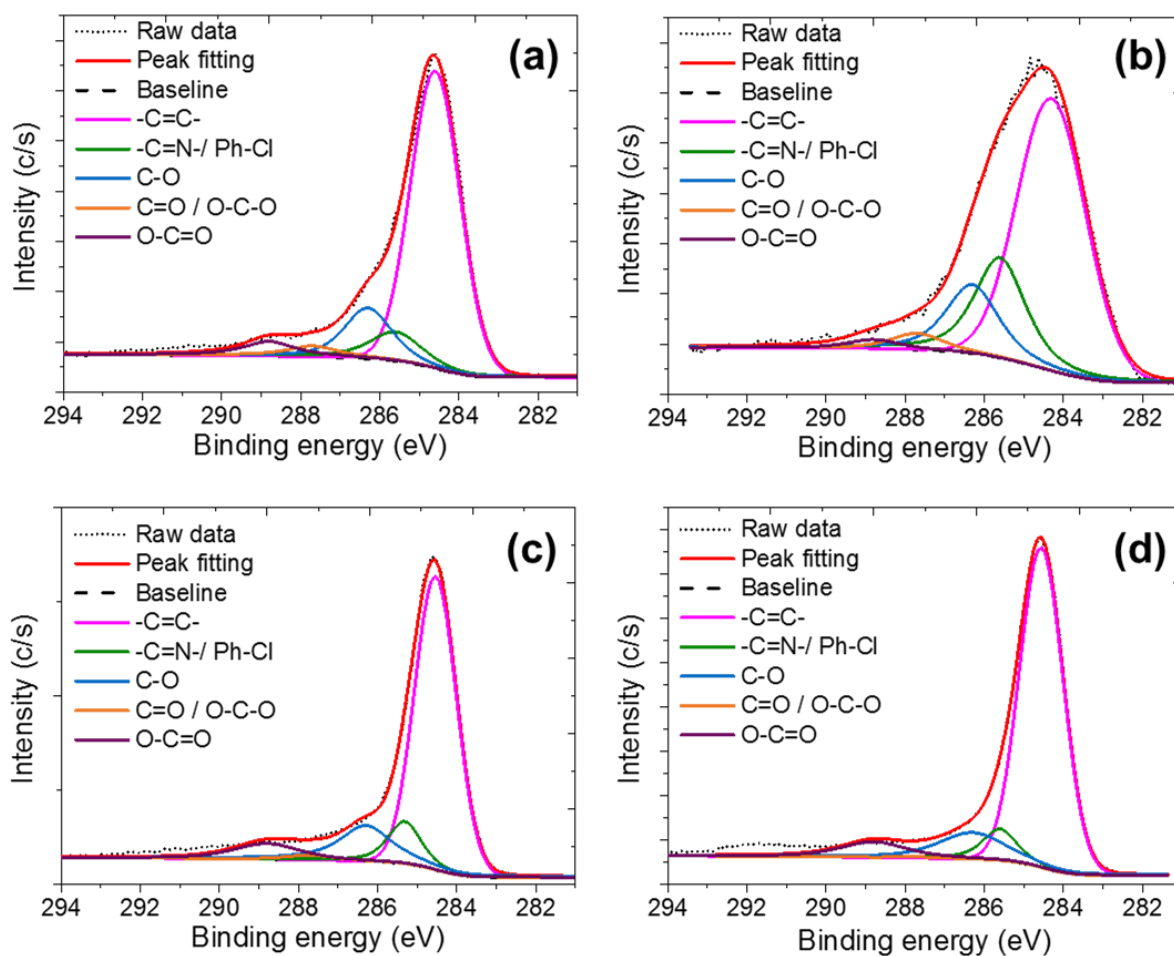 Raw data
Peak fitting
Baseline
-C=C-
-C=N-/ Ph-Cl
C-O
C=O / O-C-O
O-C=O
(a)
Intensity (c/s)
294 292 290 288 286 284 282
Binding energy (eV)
Raw data
Peak fitting
Baseline
-C=C-
-C=N-/ Ph-Cl
C-O
C=O / O-C-O
O-C=O
(b)
Intensity (c/s)
294 292 290 288 286 284 282
Binding energy (eV)
Raw data
Peak fitting
Baseline
-C=C-
-C=N-/ Ph-Cl
C-O
C=O / O-C-O
O-C=O
(c)
Intensity (c/s)
294 292 290 288 286 284 282
Binding energy (eV)
Raw data
Peak fitting
Baseline
-C=C-
-C=N-/ Ph-Cl
C-O
C=O / O-C-O
O-C=O
(d)
Intensity (c/s)
294 292 290 288 286 284 282
Binding energy (eV)